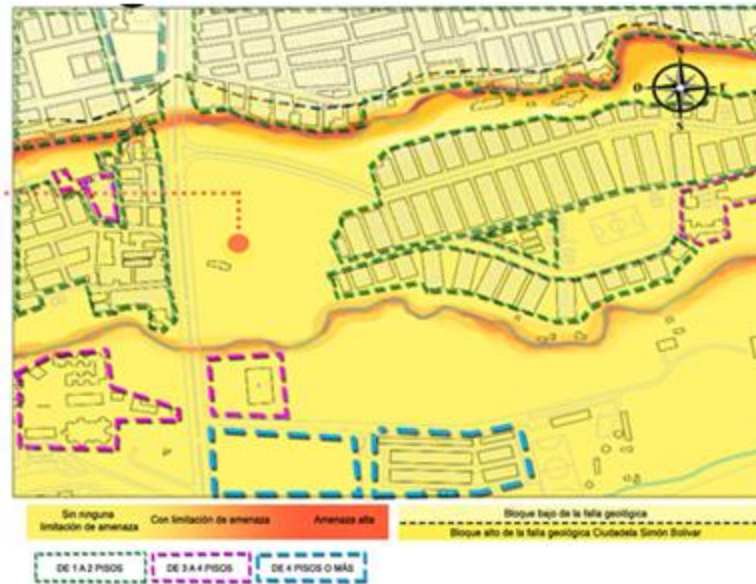 N
O
E
S
Sin ninguna
limitación de amenaza
Con limitación de amenaza
Amenaza alta
Bloque bajo de la falla geológica
Bloque alto de la falla geológica Ciudadela Simón Bolivar
DE 1 A 2 PISOS
DE 3 A 4 PISOS
DE 4 PISOS O MÁS